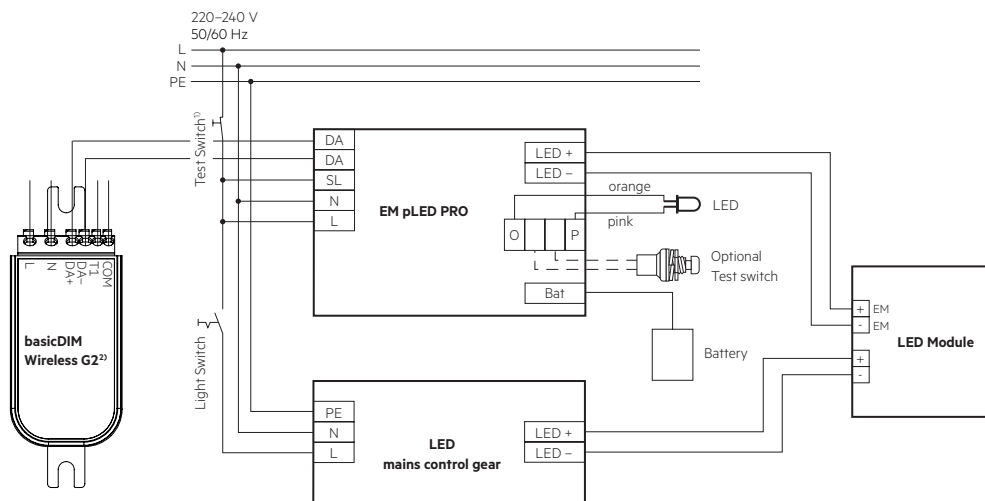 220–240 V
50/60 Hz
L
N
PE
Test Switch¹⁾
DA
DA
SL
N
L
EM pLED PRO
LED +
LED –
orange
pink
LED
O
P
Optional
Test switch
Bat
Battery
L
N
DA+
DA–
T1
COM
basicDIM
Wireless G2²⁾
Light Switch
PE
N
L
LED
mains control gear
LED +
LED –
+
EM
-
EM
+
-
LED Module